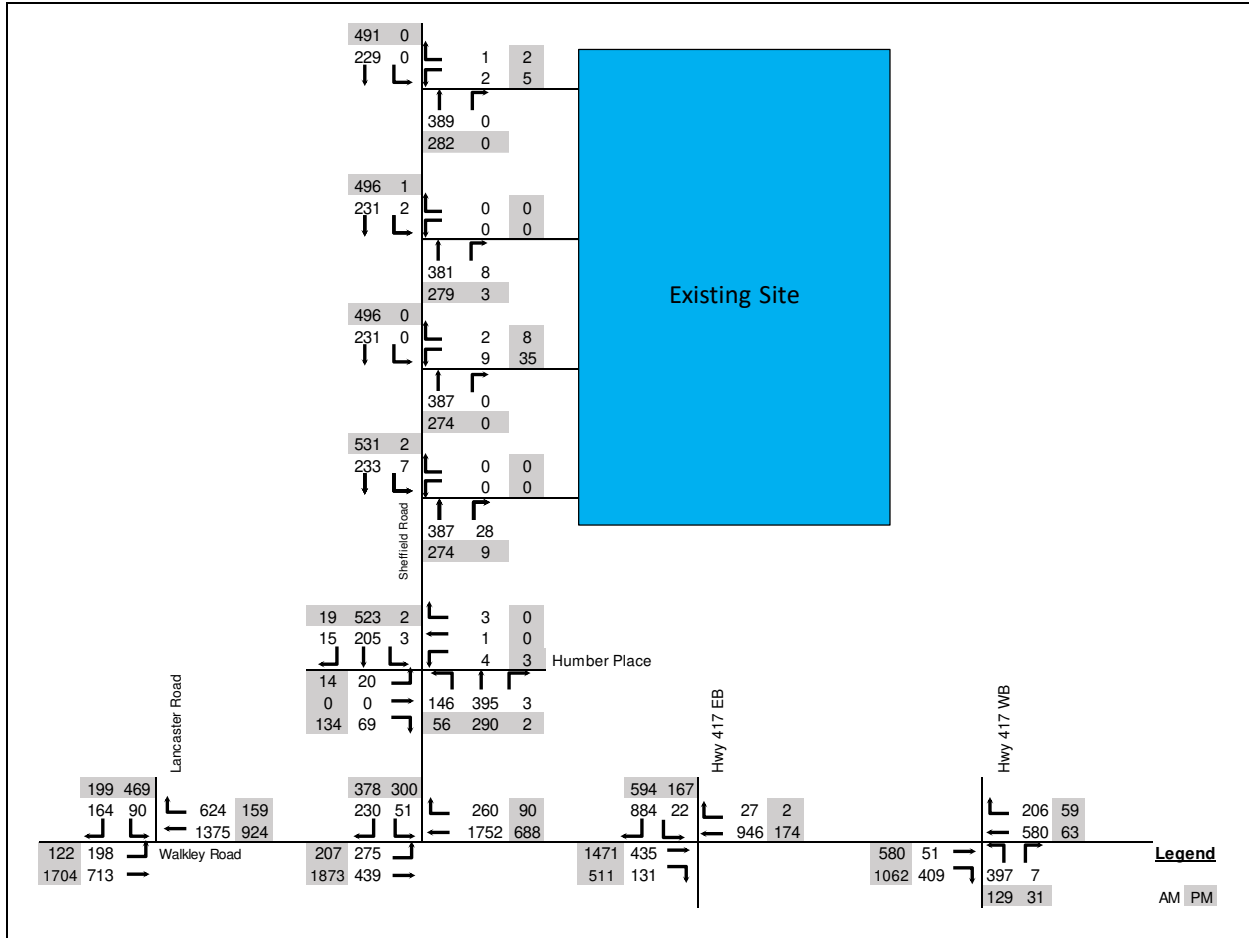 491 0
229 0 1 2
2 5
389 0
282 0
496 1
231 2 0 0
0 0
381 8
279 3
Existing Site
496 0
231 0 2 8
9 35
387 0
274 0
531 2
233 7 0 0
0 0
387 28
274 9
Sheffield Road
19 523 2 3 0
15 205 3 1 0
4 3 Humber Place
14 20
0 0 146 395 3
134 69 56 290 2
Lancaster Road
Hwy 417 EB
Hwy 417 WB
199 469 378 300 594 167
164 90 624 159 230 51 260 90 884 22 27 2 206 59
1375 924 1752 688 946 174 580 63
122 198 Walkley Road 207 275 1471 435 580 51 Legend
1704 713 1873 439 511 131 1062 409 397 7
129 31 AM PM